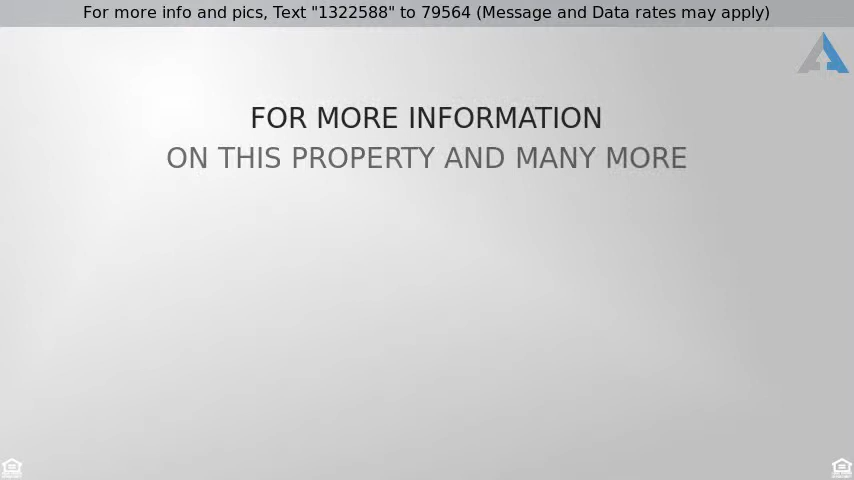 For more info and pics, Text "1322588" to 79564 (Message and Data rates may apply)
FOR MORE INFORMATION
ON THIS PROPERTY AND MANY MORE